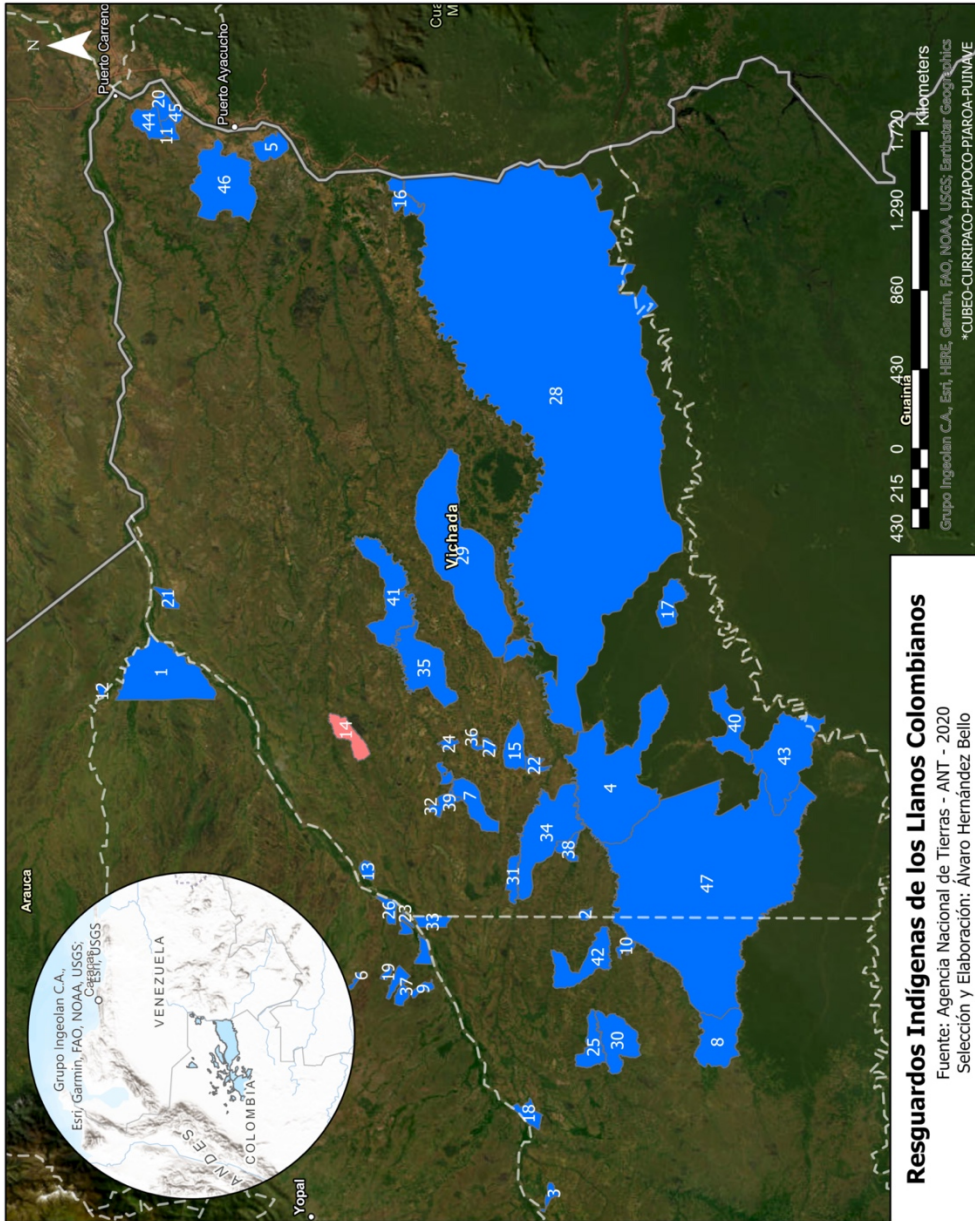 Resguardos Indígenas de los Llanos Colombianos
Fuente: Agencia Nacional de Tierras - ANT - 2020
Selección y Elaboración: Álvaro Hernández Bello
Grupo Ingeolan C.A.,
Esri, Garmin, FAO, NOAA, USGS;
Caracas
Esri, USGS
VENEZUELA
COLOMBIA
ANDES
Yopal
Arauca
N
Puerto Carreno
Puerto Ayacucho
Vichada
Guainía
12
1
21
44
20
11
45
46
5
16
28
29
41
35
14
17
24
36
27
15
22
32
39
7
4
40
43
34
31
38
47
13
26
23
33
2
6
19
37
9
42
10
25
30
8
18
3
430 215 0 430 860 1.290 1.720
Kilometers
Grupo Ingeolan C.A., Esri, HERE, Garmin, FAO, NOAA, USGS; Earthstar Geographics
*CUBEO-CURRIPACO-PIAPOCO-PIAROA-PUINAVE